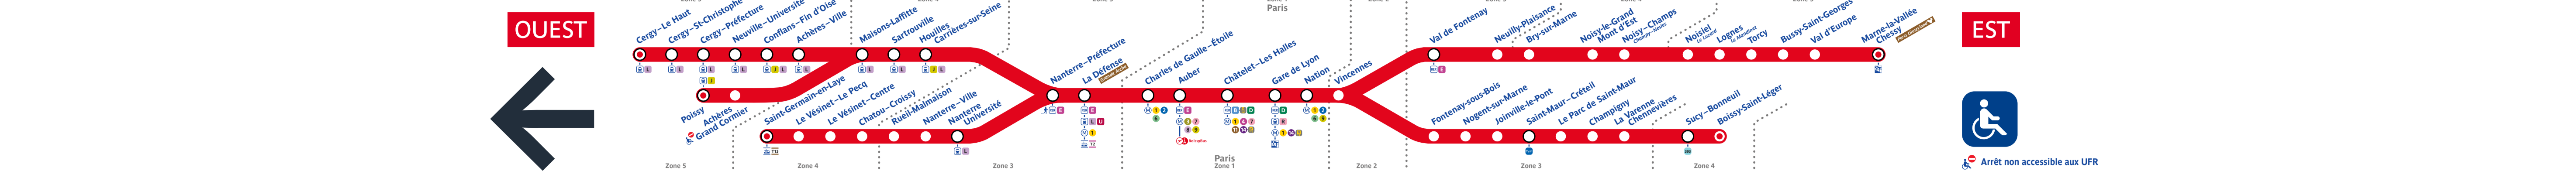 OUEST
Cergy–Le Haut
Cergy–St-Christophe
Cergy–Préfecture
Neuville–Université
Conflans–Fin d'Oise
Achères–Ville
Maisons-Laffitte
Sartrouville
Houilles
Carrières-sur-Seine
Poissy
Achères
Grand Cormier
Saint-Germain-en-Laye
Le Vésinet–Le Pecq
Le Vésinet–Centre
Chatou–Croissy
Rueil-Malmaison
Nanterre–Ville
Nanterre
Université
Nanterre–Préfecture
La Défense
Grande Arche
Charles de Gaulle–Étoile
Auber
Châtelet–Les Halles
Gare de Lyon
Nation
Vincennes
Paris
Val de Fontenay
Neuilly-Plaisance
Bry-sur-Marne
Noisy-le-Grand
Mont d'Est
Noisy–Champs
Noisiel
Le Luzard
Lognes
Le Mandinet
Torcy
Bussy-Saint-Georges
Val d'Europe
Marne-la-Vallée
Chessy
Fontenay-sous-Bois
Nogent-sur-Marne
Joinville-le-Pont
Saint-Maur–Créteil
Le Parc de Saint-Maur
Champigny
La Varenne
Chennevières
Sucy–Bonneuil
Boissy-Saint-Léger
Zone 5
Zone 4
Zone 3
Paris
Zone 1
Zone 2
Zone 3
Zone 4
EST
Arrêt non accessible aux UFR